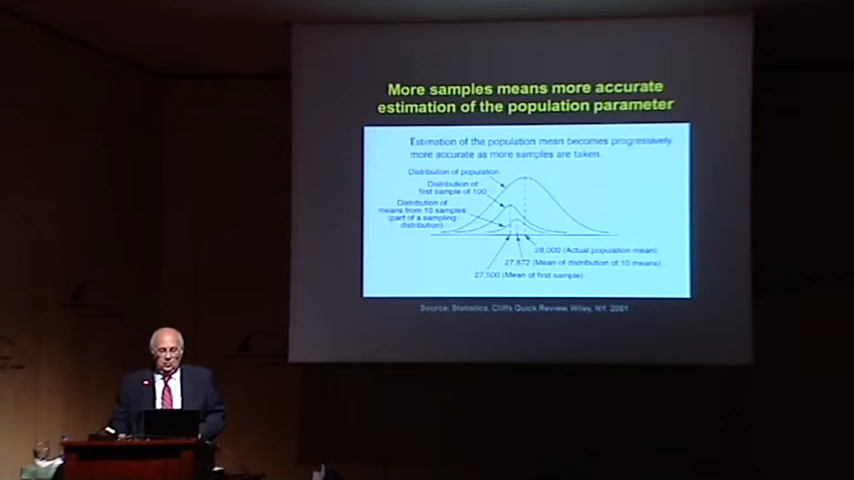 More samples means more accurate
estimation of the population parameter
Estimation of the population mean becomes progressively
more accurate as more samples are taken.
Distribution of population
Distribution of
first sample of 100
Distribution of
means from 10 samples
(part of a sampling
distribution)
28,000 (Actual population mean)
27,872 (Mean of distribution of 10 means)
27,500 (Mean of first sample)
Source: Statistics, Cliffs Quick Review, Wiley, NY, 2001